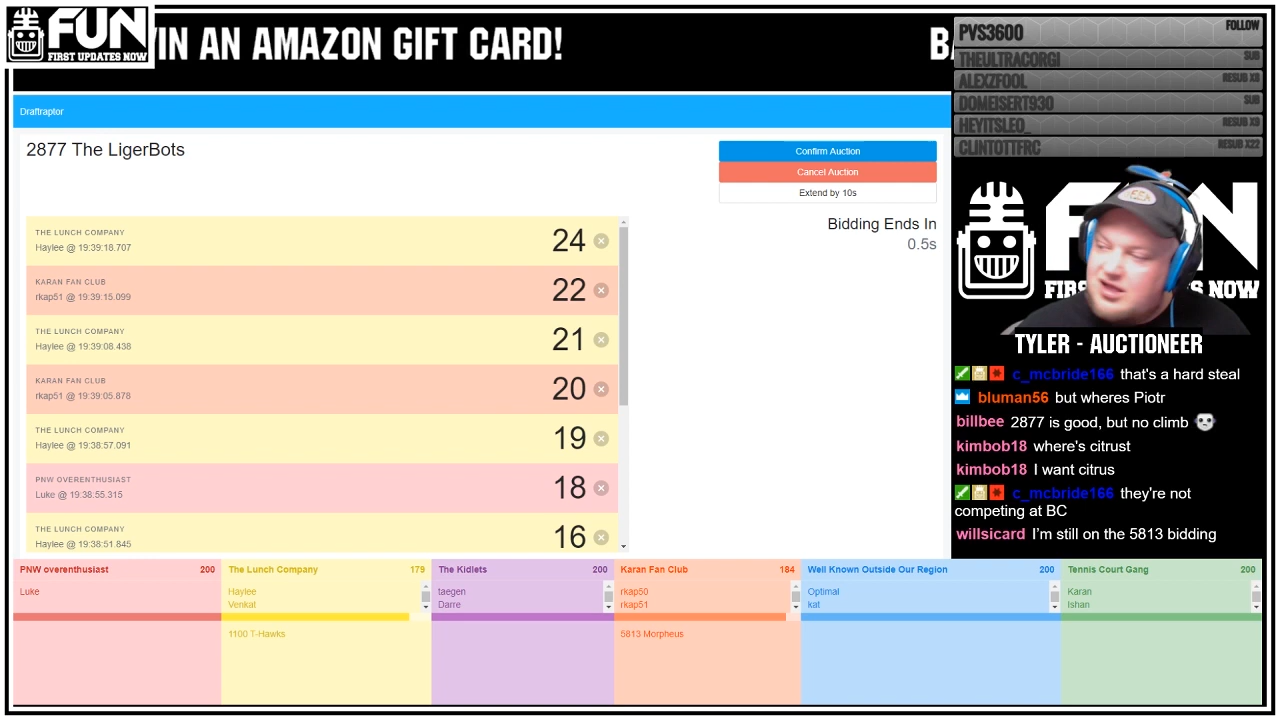 FUN
FIRST UPDATES NOW
IN AN AMAZON GIFT CARD!
PVS3600 FOLLOW
THEULTRACORGI SUB
ALEXZFOOL RESUB X8
DOMEISERT930 SUB
HEYITSLEO_ RESUB X9
CLINTOTTFRC RESUB X22
Draftraptor
2877 The LigerBots
Confirm Auction
Cancel Auction
Extend by 10s
Bidding Ends In
0.5s
THE LUNCH COMPANY
Haylee @ 19:39:18.707
24
KARAN FAN CLUB
rkap51 @ 19:39:15.099
22
THE LUNCH COMPANY
Haylee @ 19:39:08.438
21
KARAN FAN CLUB
rkap51 @ 19:39:05.878
20
THE LUNCH COMPANY
Haylee @ 19:38:57.091
19
PNW OVERENTHUSIAST
Luke @ 19:38:55.315
18
THE LUNCH COMPANY
Haylee @ 19:38:51.845
16
TYLER - AUCTIONEER
c_mcbride166 that's a hard steal
bluman56 but wheres Piotr
billbee 2877 is good, but no climb
kimbob18 where's citrust
kimbob18 I want citrus
c_mcbride166 they're not
competing at BC
willsicard I'm still on the 5813 bidding
PNW overenthusiast 200
Luke
The Lunch Company 179
Haylee
Venkat
1100 T-Hawks
The Kidlets 200
taegen
Darre
Karan Fan Club 184
rkap50
rkap51
5813 Morpheus
Well Known Outside Our Region 200
Optimal
kat
Tennis Court Gang 200
Karan
Ishan